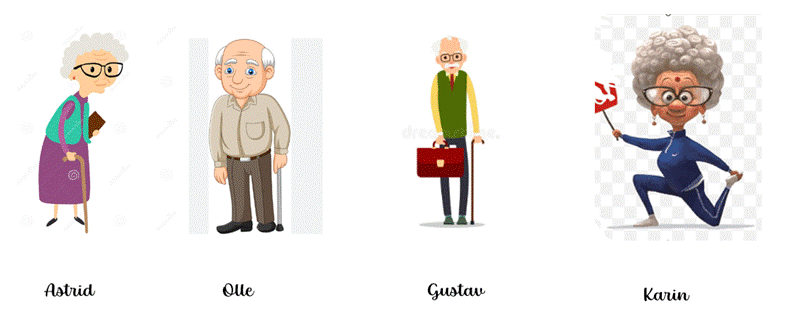 Astrid
Olle
Gustav
Karin